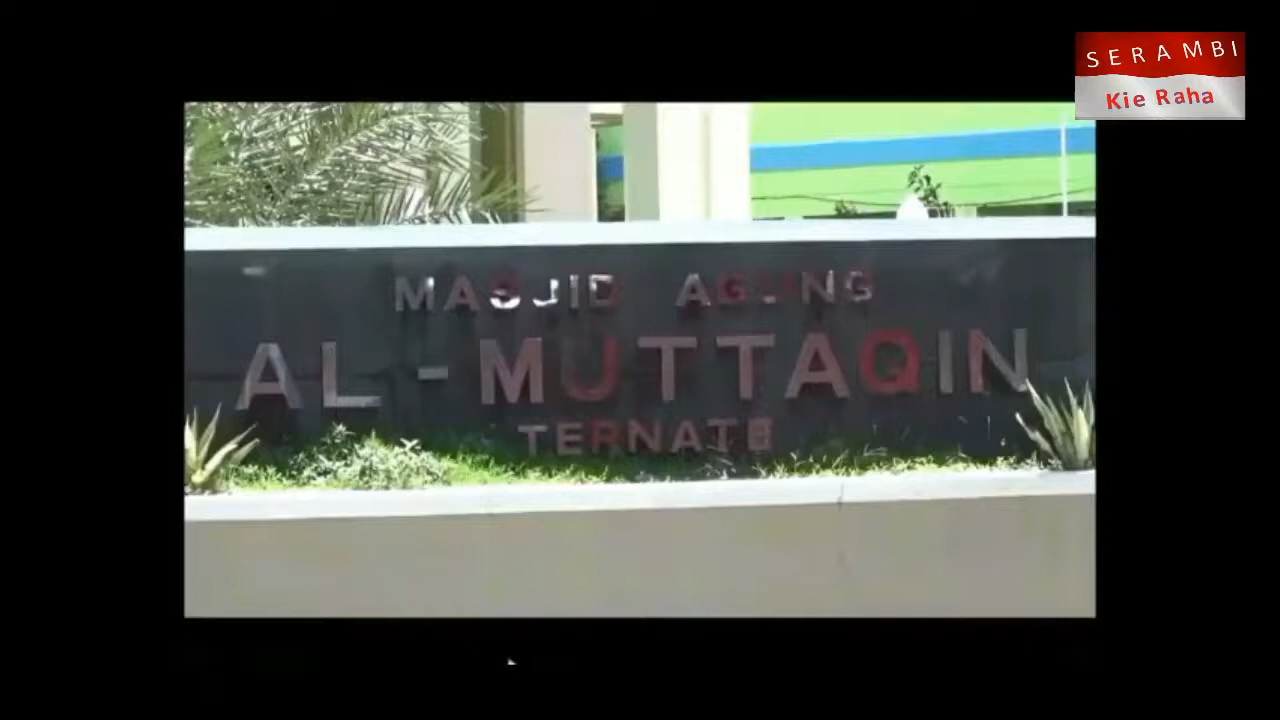 SERAMBI
Kie Raha
MASJID AGUNG
AL-MUTTAQIN
TERNATE